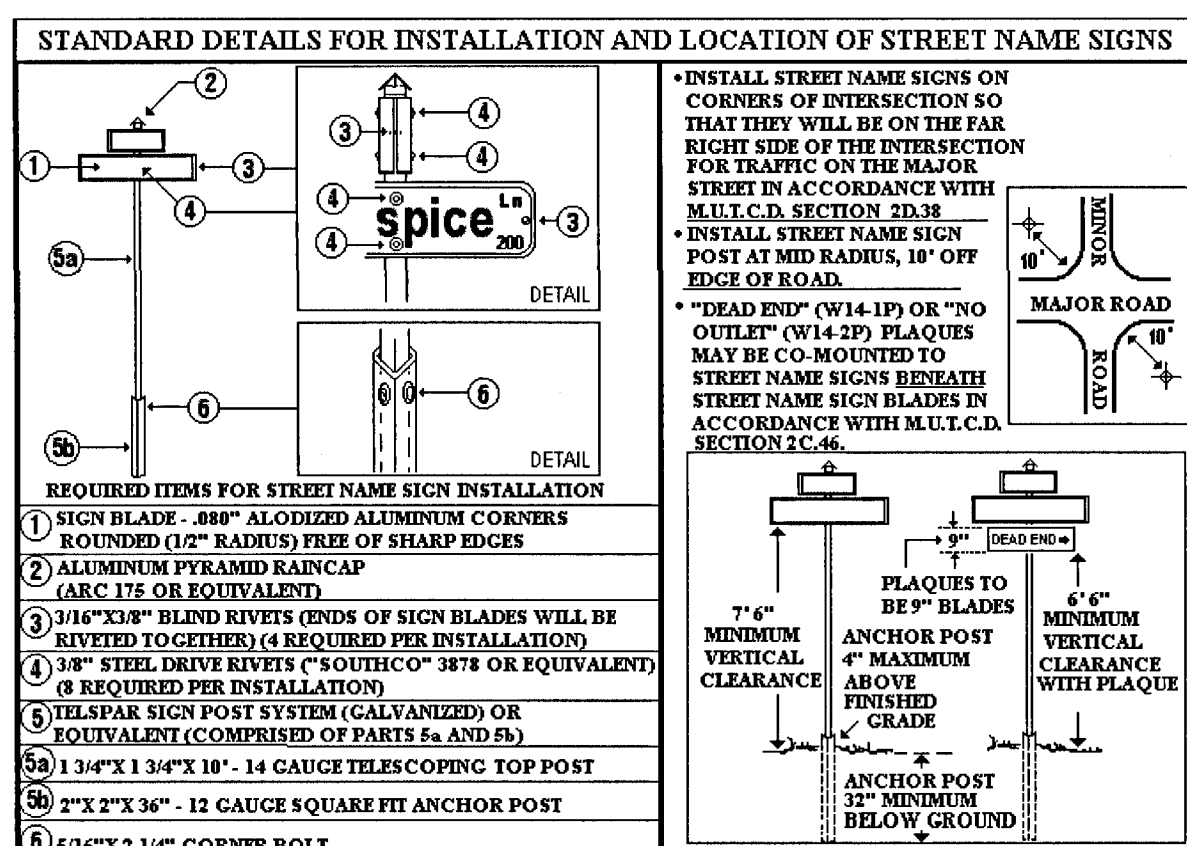 STANDARD DETAILS FOR INSTALLATION AND LOCATION OF STREET NAME SIGNS
2
1
3
4
5a
6
5b
3
4
4
4
spice
Ln
3
4
200
DETAIL
6
DETAIL
REQUIRED ITEMS FOR STREET NAME SIGN INSTALLATION
1 SIGN BLADE - .080" ALODIZED ALUMINUM CORNERS
ROUNDED (1/2" RADIUS) FREE OF SHARP EDGES
2 ALUMINUM PYRAMID RAINCAP
(ARC 175 OR EQUIVALENT)
3 3/16"X3/8" BLIND RIVETS (ENDS OF SIGN BLADES WILL BE
RIVETED TOGETHER) (4 REQUIRED PER INSTALLATION)
4 3/8" STEEL DRIVE RIVETS ("SOUTHCO" 3878 OR EQUIVALENT)
(8 REQUIRED PER INSTALLATION)
5 TELSPAR SIGN POST SYSTEM (GALVANIZED) OR
EQUIVALENT (COMPRISED OF PARTS 5a AND 5b)
5a 1 3/4"X 1 3/4"X 10' - 14 GAUGE TELESCOPING TOP POST
5b 2"X 2"X 36" - 12 GAUGE SQUARE FIT ANCHOR POST
6 5/16"X 2 1/4" CORNER BOLT
• INSTALL STREET NAME SIGNS ON
CORNERS OF INTERSECTION SO
THAT THEY WILL BE ON THE FAR
RIGHT SIDE OF THE INTERSECTION
FOR TRAFFIC ON THE MAJOR
STREET IN ACCORDANCE WITH
M.U.T.C.D. SECTION 2D.38
• INSTALL STREET NAME SIGN
POST AT MID RADIUS, 10' OFF
EDGE OF ROAD.
• "DEAD END" (W14-1P) OR "NO
OUTLET" (W14-2P) PLAQUES
MAY BE CO-MOUNTED TO
STREET NAME SIGNS BENEATH
STREET NAME SIGN BLADES IN
ACCORDANCE WITH M.U.T.C.D.
SECTION 2C.46.
MINOR
10'
MAJOR ROAD
10'
ROAD
9"
DEAD END
PLAQUES TO
BE 9" BLADES
7' 6"
MINIMUM
VERTICAL
CLEARANCE
6' 6"
MINIMUM
VERTICAL
CLEARANCE
WITH PLAQUE
ANCHOR POST
4" MAXIMUM
ABOVE
FINISHED
GRADE
ANCHOR POST
32" MINIMUM
BELOW GROUND